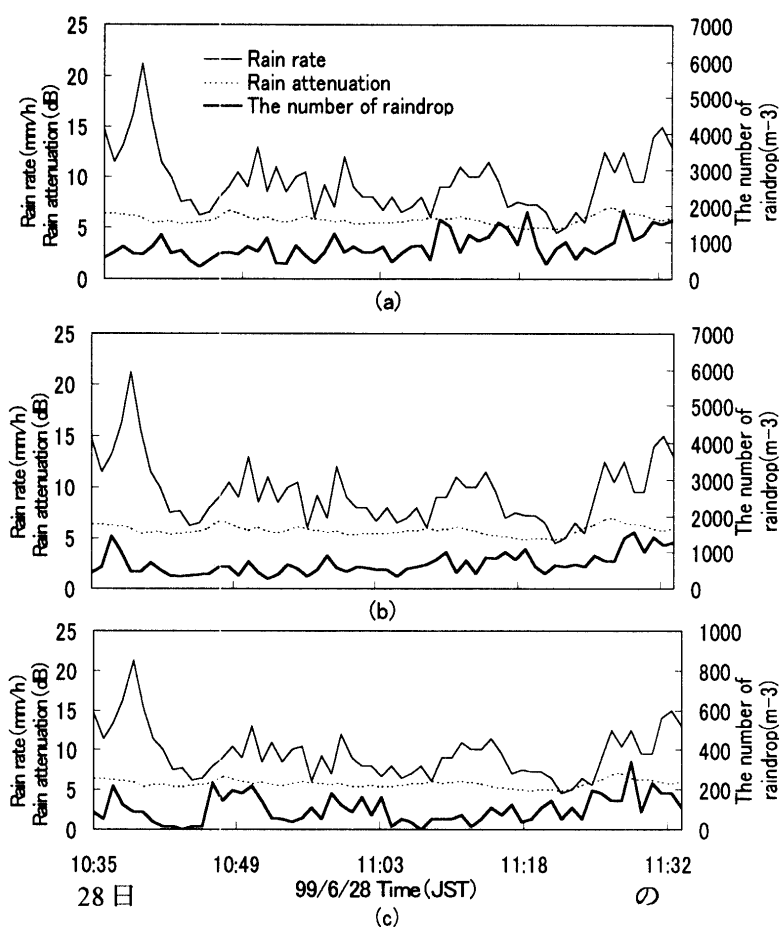 25
20
15
10
5
0
Rain rate(mm/h)
Rain attenuation(dB)
Rain rate
Rain attenuation
The number of raindrop
7000
6000
5000
4000
3000
2000
1000
0
The number of
raindrop(m-3)
(a)
25
20
15
10
5
0
Rain rate(mm/h)
Rain attenuation(dB)
7000
6000
5000
4000
3000
2000
1000
0
The number of
raindrop(m-3)
(b)
25
20
15
10
5
0
Rain rate(mm/h)
Rain attenuation(dB)
1000
800
600
400
200
0
The number of
raindrop(m-3)
10:35 10:49 11:03 11:18 11:32
28日 99/6/28 Time(JST) の
(c)